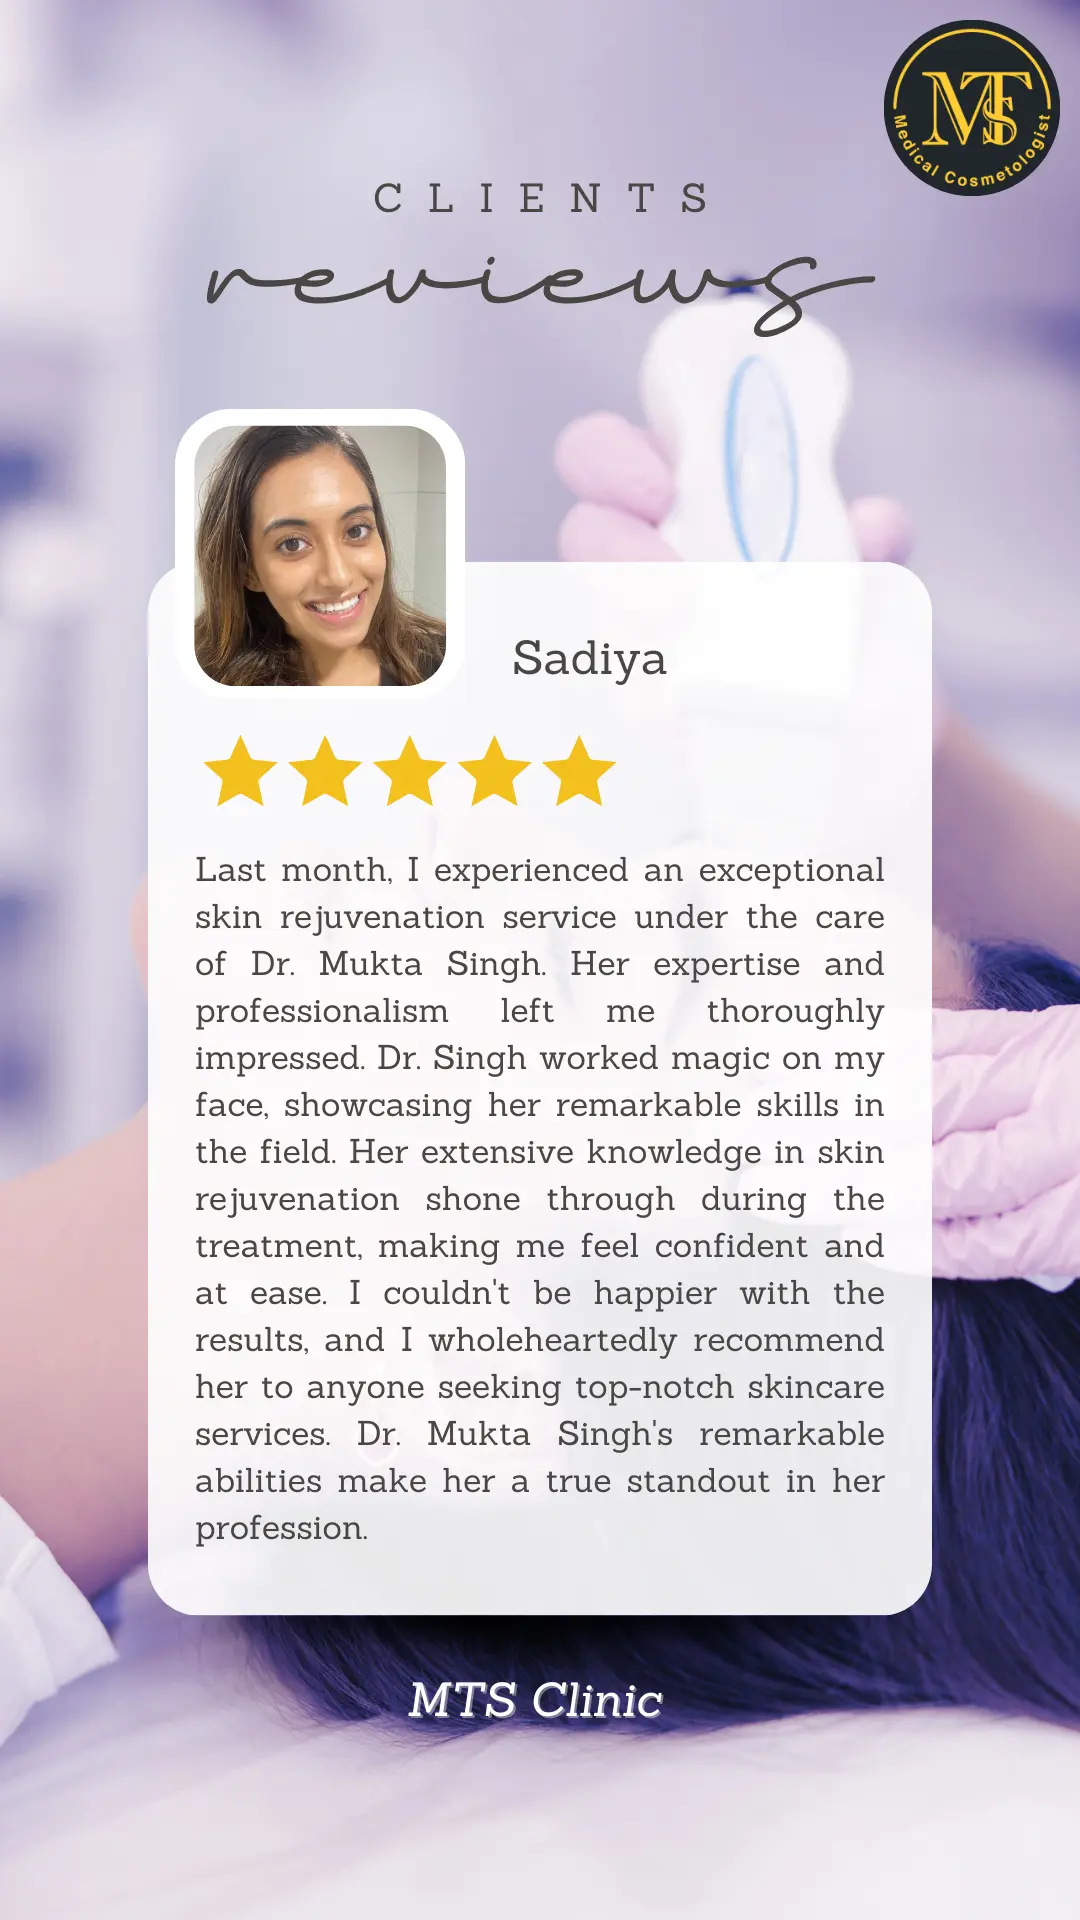 MTS
Medical Cosmetologist
CLIENTS
reviews
Sadiya
Last month, I experienced an exceptional
skin rejuvenation service under the care
of Dr. Mukta Singh. Her expertise and
professionalism left me thoroughly
impressed. Dr. Singh worked magic on my
face, showcasing her remarkable skills in
the field. Her extensive knowledge in skin
rejuvenation shone through during the
treatment, making me feel confident and
at ease. I couldn't be happier with the
results, and I wholeheartedly recommend
her to anyone seeking top-notch skincare
services. Dr. Mukta Singh's remarkable
abilities make her a true standout in her
profession.
MTS Clinic